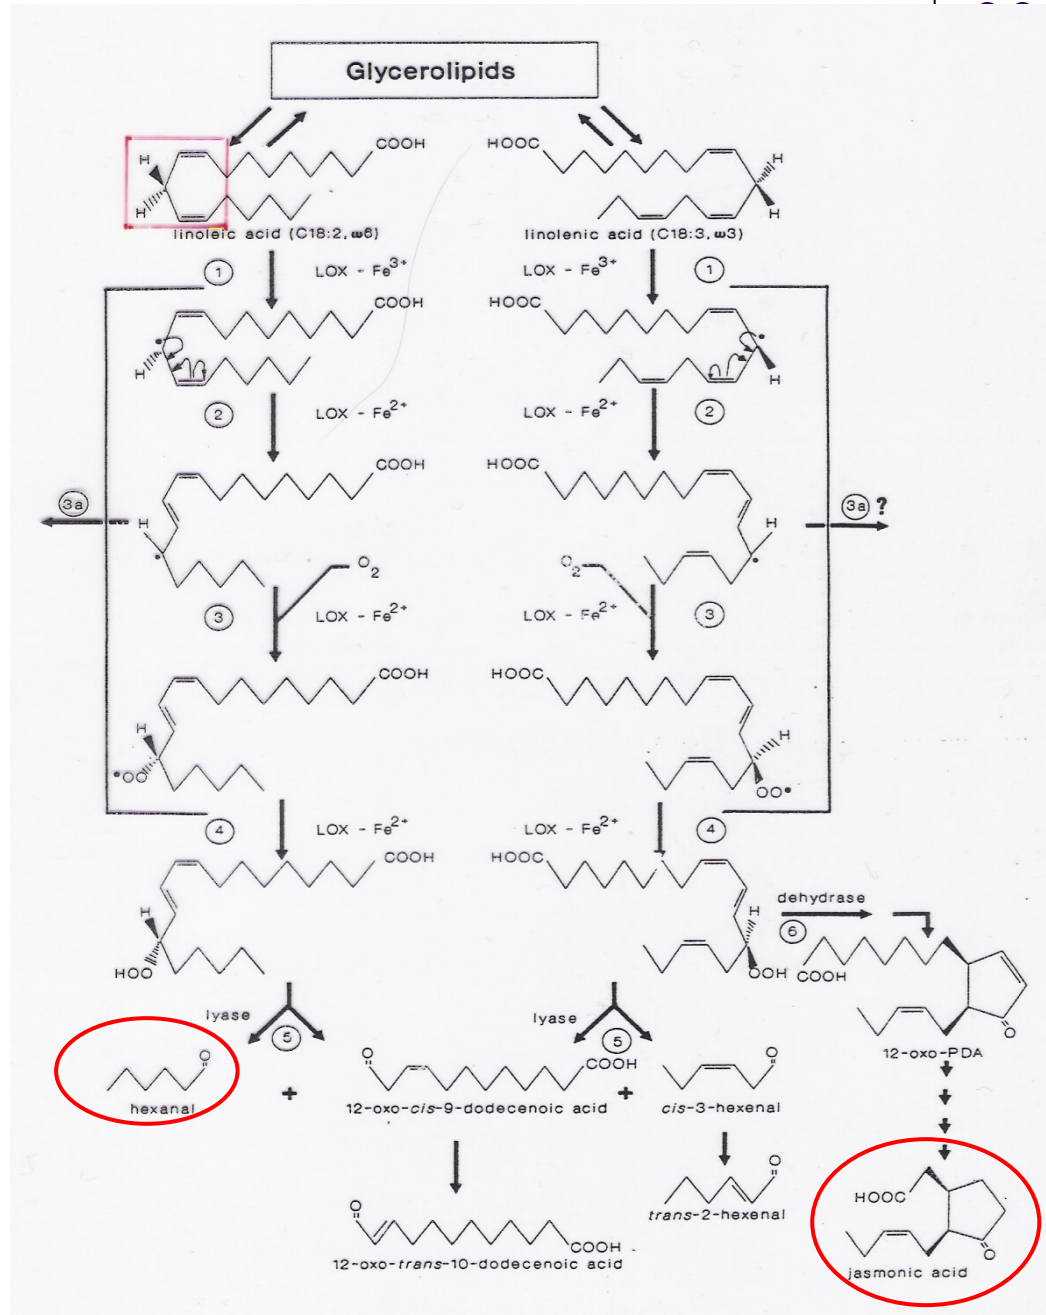 Glycerolipids
COOH
HOOC
H
H
H
H
linoleic acid (C18:2, ω6)
linolenic acid (C18:3, ω3)
1
LOX - Fe3+
LOX - Fe3+
1
COOH
HOOC
H
H
2
LOX - Fe2+
LOX - Fe2+
2
COOH
HOOC
3a
H
H
3a ?
O2
O2
3
LOX - Fe2+
LOX - Fe2+
3
COOH
HOOC
H
H
•OO
OO•
4
LOX - Fe2+
LOX - Fe2+
4
COOH
HOOC
dehydrase
H
H
6
HOO
OOH
COOH
lyase
5
lyase
5
O
O
COOH
O
O
12-oxo-PDA
hexanal
+
12-oxo-cis-9-dodecenoic acid
+
cis-3-hexenal
O
O
HOOC
trans-2-hexenal
COOH
O
12-oxo-trans-10-dodecenoic acid
jasmonic acid